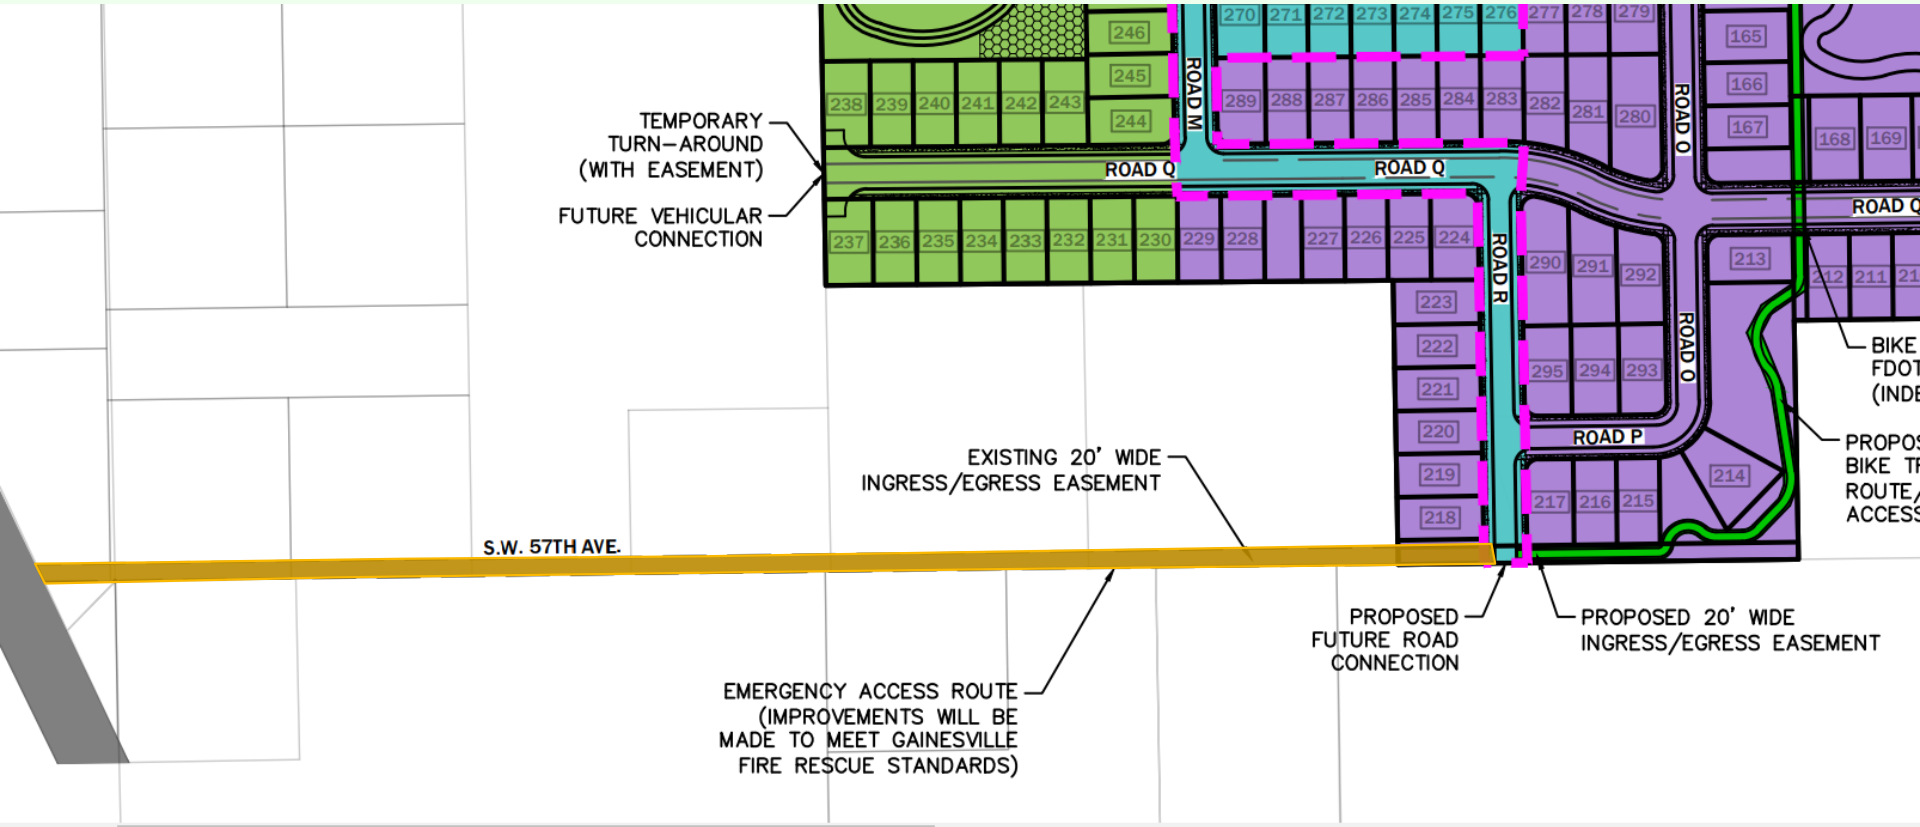 270 271 272 273 274 275 276 277 278 279
246
165
245
166
238 239 240 241 242 243
289 288 287 286 285 284 283 282 281 280
244
167
168 169
ROAD M
ROAD O
TEMPORARY
TURN-AROUND
(WITH EASEMENT)
ROAD Q
ROAD Q
ROAD Q
FUTURE VEHICULAR
CONNECTION
237 236 235 234 233 232 231 230 229 228 227 226 225 224
ROAD R
290 291 292
213
212 211
223
222
221
220
219
218
295 294 293
ROAD O
ROAD P
217 216 215
214
BIKE
FDOT
PROPOSED
FUTURE ROAD
CONNECTION
PROPOSED 20' WIDE
INGRESS/EGRESS EASEMENT
EXISTING 20' WIDE
INGRESS/EGRESS EASEMENT
S.W. 57TH AVE.
EMERGENCY ACCESS ROUTE
(IMPROVEMENTS WILL BE
MADE TO MEET GAINESVILLE
FIRE RESCUE STANDARDS)
BIKE
ROUTE/